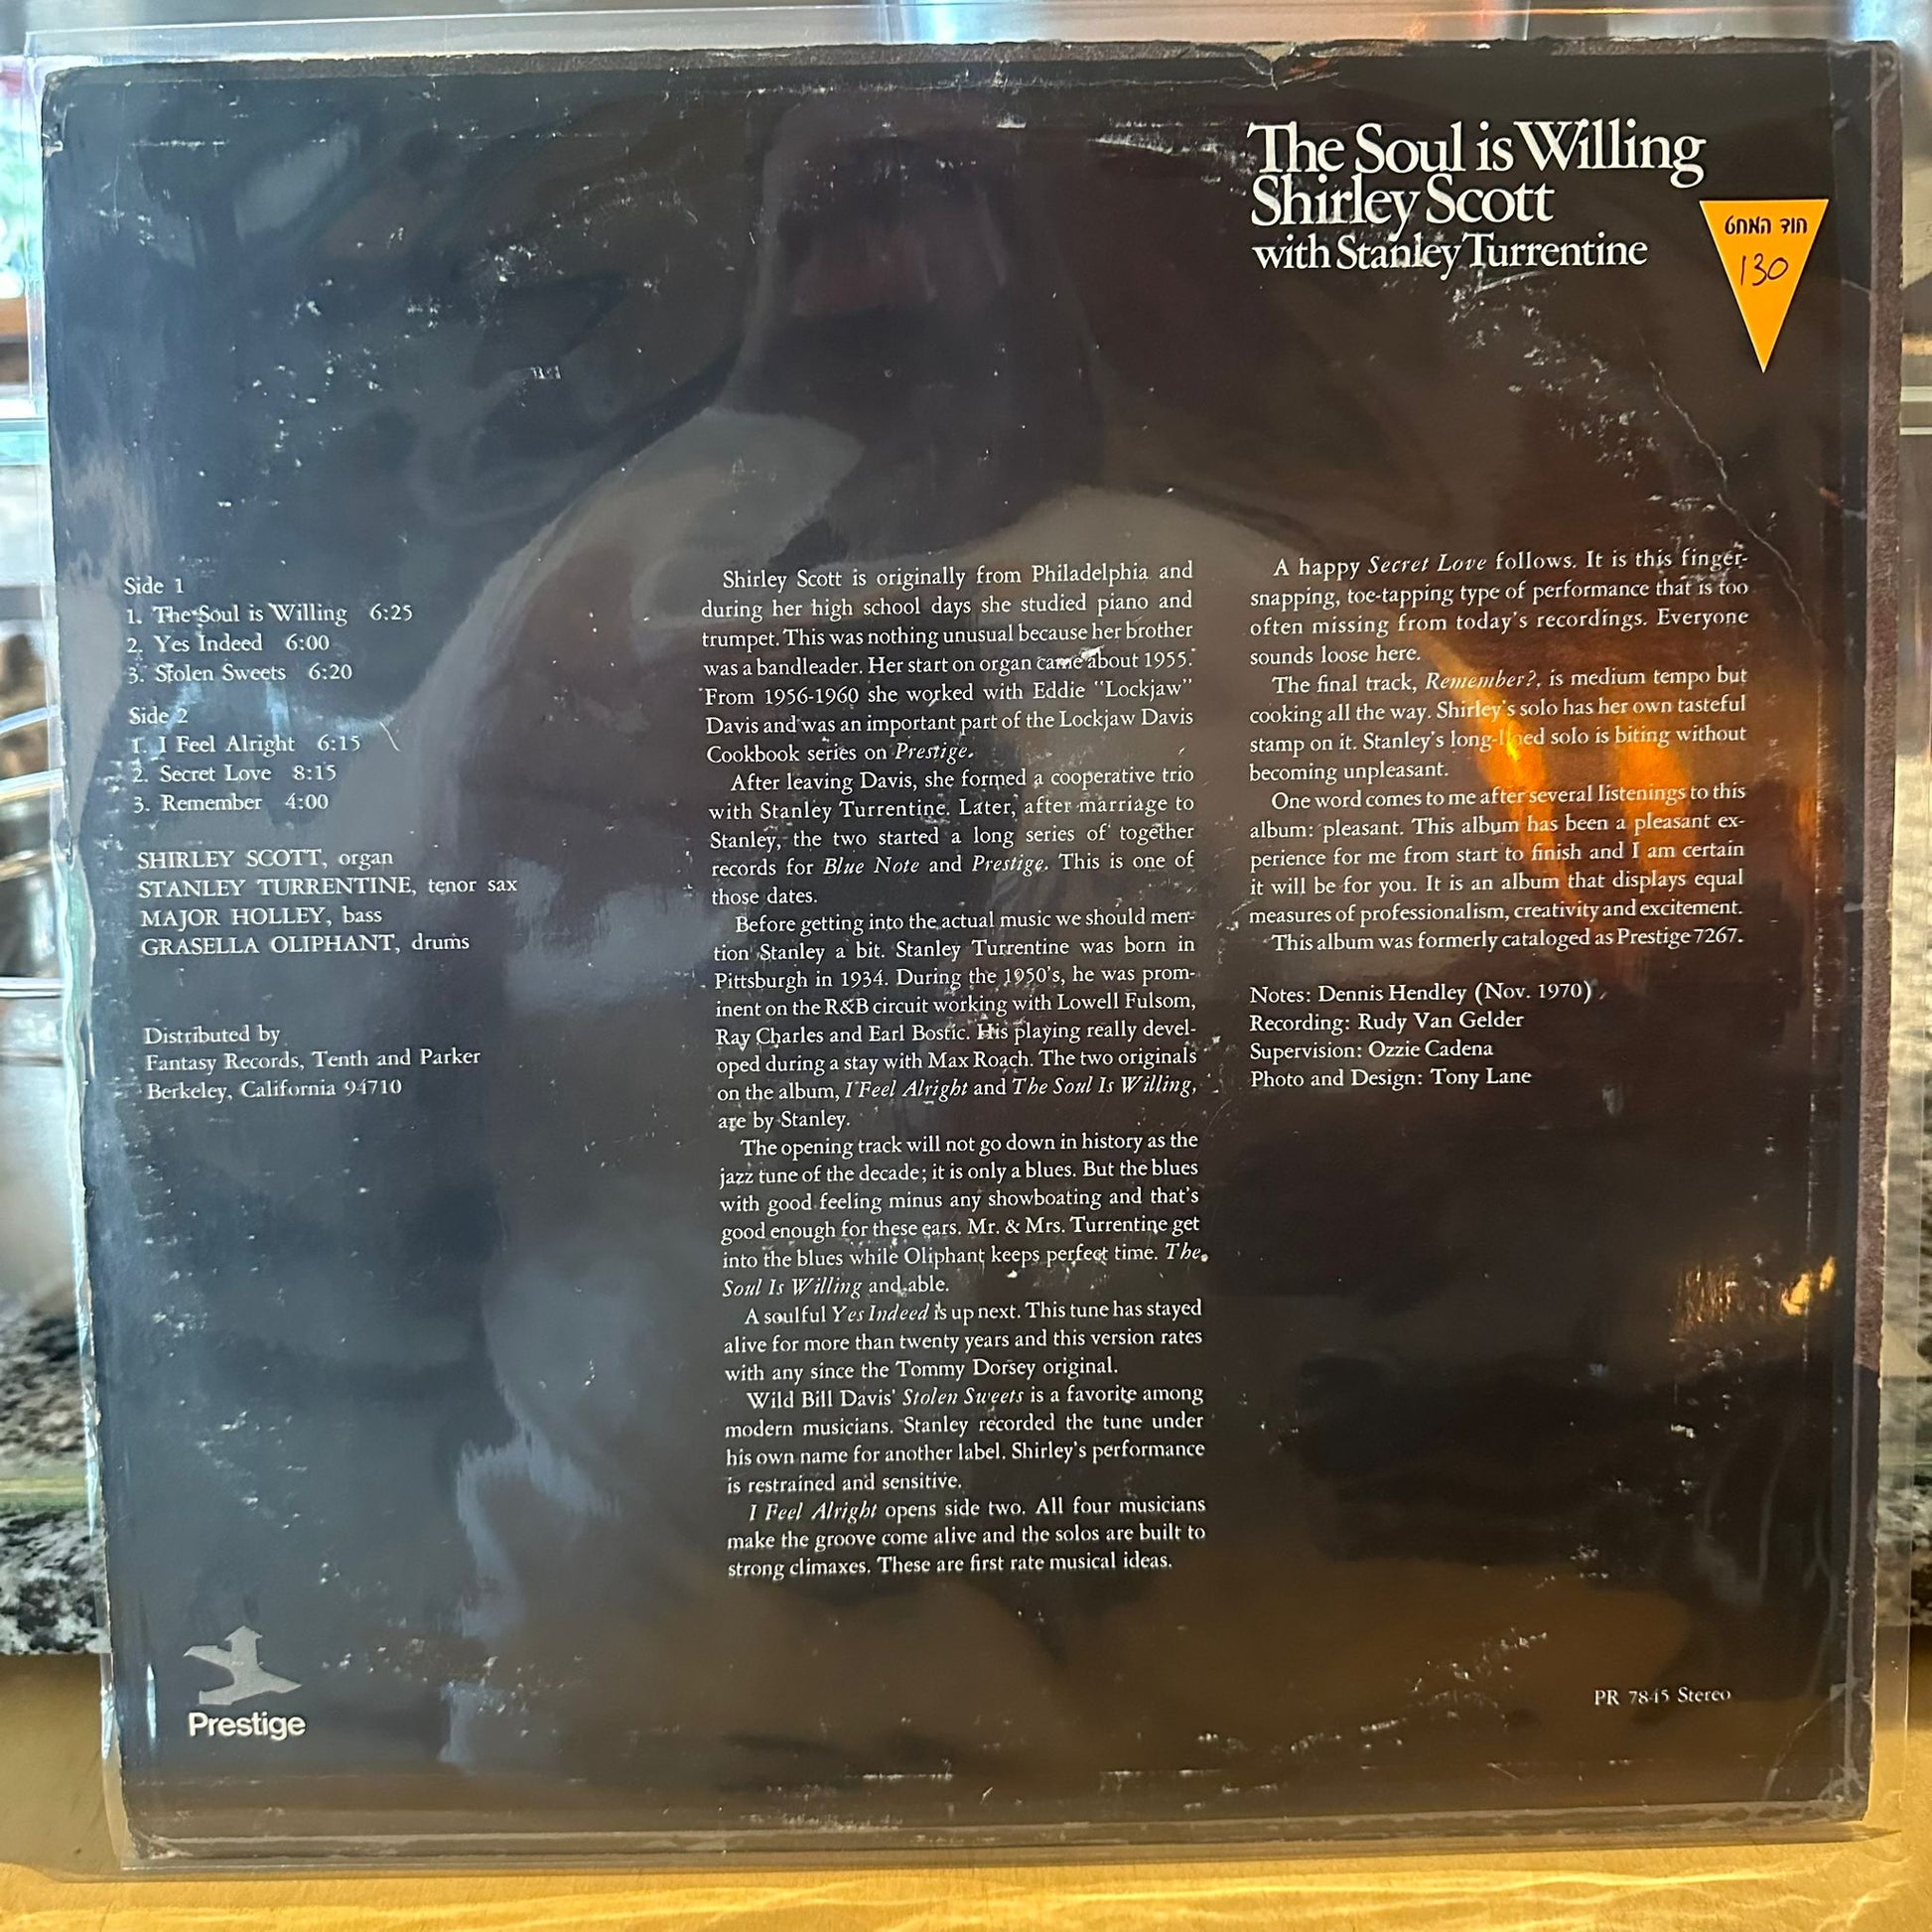 The Soul is Willing
Shirley Scott
with Stanley Turrentine
חוד המחט
130
Side 1
1. The Soul is Willing 6:25
2. Yes Indeed 6:00
3. Stolen Sweets 6:20
Side 2
1. I Feel Alright 6:15
2. Secret Love 8:15
3. Remember 4:00
SHIRLEY SCOTT, organ
STANLEY TURRENTINE, tenor sax
MAJOR HOLLEY, bass
GRASELLA OLIPHANT, drums
Distributed by
Fantasy Records, Tenth and Parker
Berkeley, California 94710
Shirley Scott is originally from Philadelphia and
during her high school days she studied piano and
trumpet. This was nothing unusual because her brother
was a bandleader. Her start on organ came about 1955.
From 1956-1960 she worked with Eddie "Lockjaw"
Davis and was an important part of the Lockjaw Davis
Cookbook series on Prestige.
After leaving Davis, she formed a cooperative trio
with Stanley Turrentine. Later, after marriage to
Stanley, the two started a long series of together
records for Blue Note and Prestige. This is one of
those dates.
Before getting into the actual music we should men-
tion Stanley a bit. Stanley Turrentine was born in
Pittsburgh in 1934. During the 1950's, he was prom-
inent on the R&B circuit working with Lowell Fulsom,
Ray Charles and Earl Bostic. His playing really devel-
oped during a stay with Max Roach. The two originals
on the album, I Feel Alright and The Soul Is Willing,
are by Stanley.
The opening track will not go down in history as the
jazz tune of the decade; it is only a blues. But the blues
with good feeling minus any showboating and that's
good enough for these ears. Mr. & Mrs. Turrentine get
into the blues while Oliphant keeps perfect time. The
Soul Is Willing and able.
A soulful Yes Indeed is up next. This tune has stayed
alive for more than twenty years and this version rates
with any since the Tommy Dorsey original.
Wild Bill Davis' Stolen Sweets is a favorite among
modern musicians. Stanley recorded the tune under
his own name for another label. Shirley's performance
is restrained and sensitive.
I Feel Alright opens side two. All four musicians
make the groove come alive and the solos are built to
strong climaxes. These are first rate musical ideas.
A happy Secret Love follows. It is this finger-
snapping, toe-tapping type of performance that is too
often missing from today's recordings. Everyone
sounds loose here.
The final track, Remember?, is medium tempo but
cooking all the way. Shirley's solo has her own tasteful
stamp on it. Stanley's long-lined solo is biting without
becoming unpleasant.
One word comes to me after several listenings to this
album: pleasant. This album has been a pleasant ex-
perience for me from start to finish and I am certain
it will be for you. It is an album that displays equal
measures of professionalism, creativity and excitement.
This album was formerly cataloged as Prestige 7267.
Notes: Dennis Hendley (Nov. 1970)
Recording: Rudy Van Gelder
Supervision: Ozzie Cadena
Photo and Design: Tony Lane
Prestige
PR 7845 Stereo